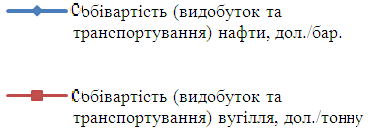 Собівартість (видобуток та
транспортування) нафти, дол./бар.
Собівартість (видобуток та
транспортування) вугілля, дол./тонну